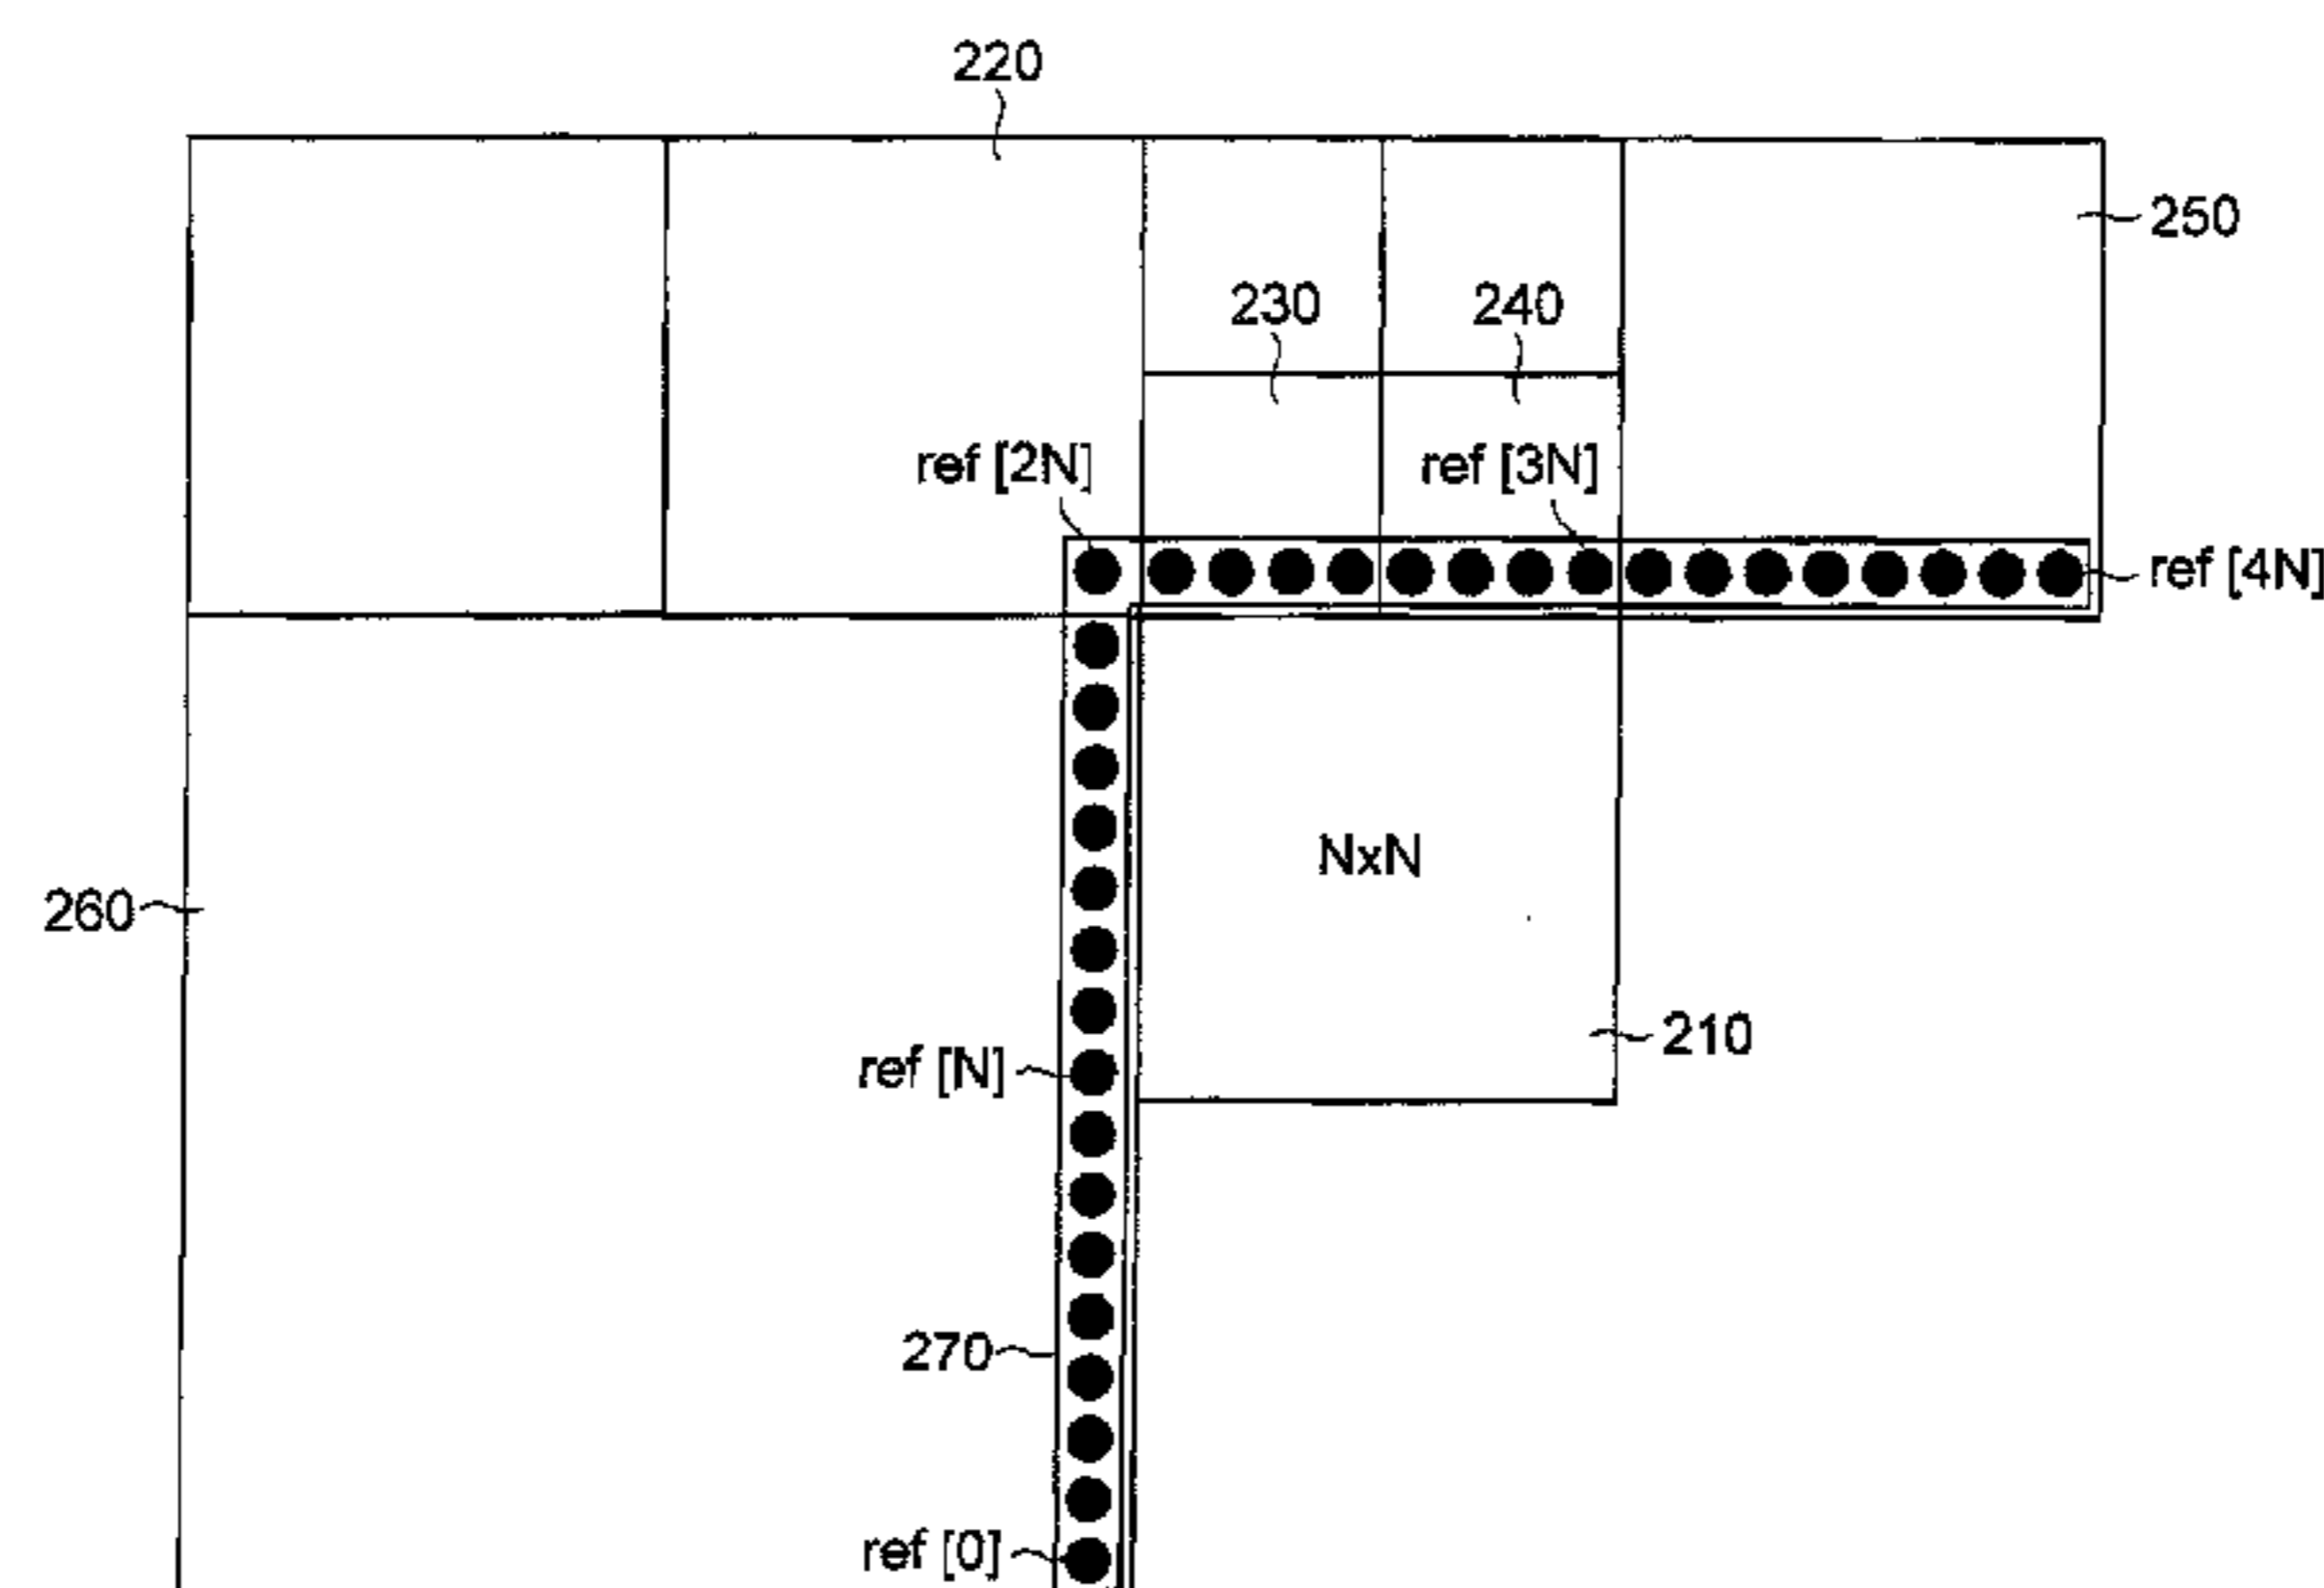 220
250
230
240
ref [2N]
ref [3N]
ref [4N]
NxN
260
210
ref [N]
270
ref [0]